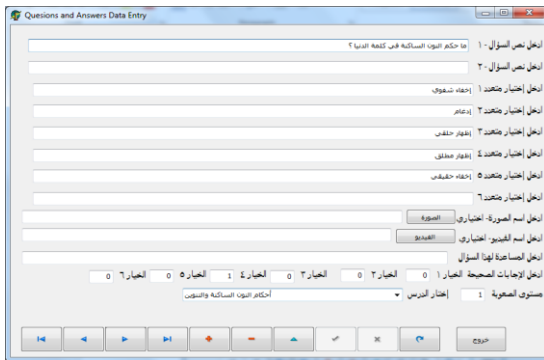 Quesions and Answers Data Entry
ادخل نص السؤال - ١ ما حكم النون الساكنة في كلمة الدنيا ؟
ادخل نص السؤال - ٢
ادخل إختيار متعدد ١ إخفاء شفوي
ادخل إختيار متعدد ٢ إدغام
ادخل إختيار متعدد ٣ إظهار حلقي
ادخل إختيار متعدد ٤ إظهار مطلق
ادخل إختيار متعدد ٥ إخفاء حقيقي
ادخل إختيار متعدد ٦
ادخل اسم الصورة- اختياري الصورة
ادخل اسم الفيديو- اختياري الفيديو
ادخل المساعدة لهذا السؤال
ادخل الإجابات الصحيحة الخيار ١ 0 الخيار ٢ 0 الخيار ٣ 0 الخيار ٤ 1 الخيار ٥ 0 الخيار ٦ 0
مستوى الصعوبة 1 إختار الدرس أحكام النون الساكنة والتنوين
خروج